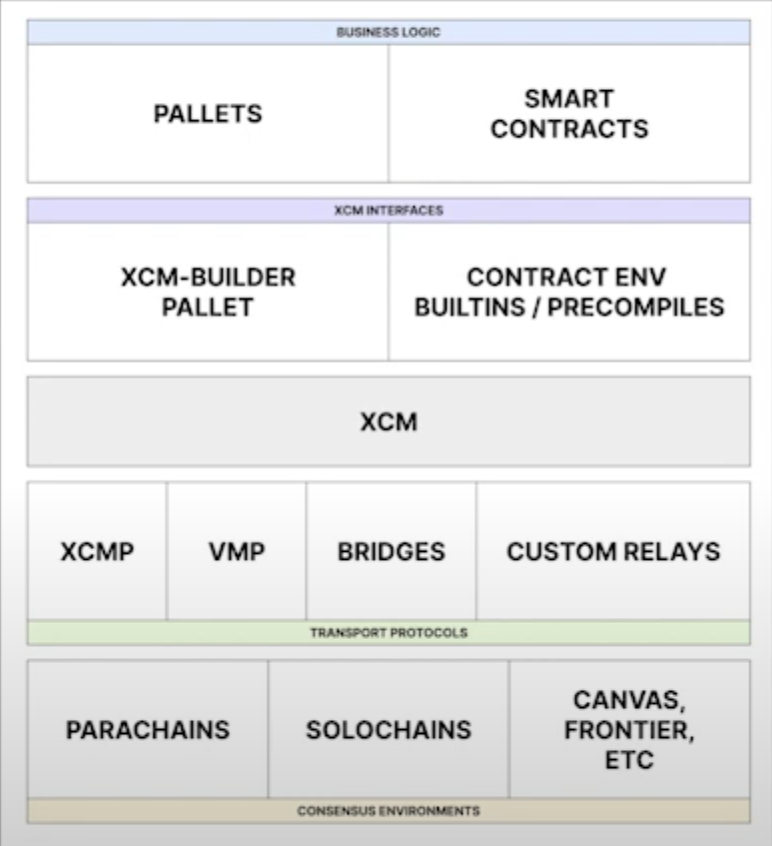 BUSINESS LOGIC
PALLETS
SMART
CONTRACTS
XCM INTERFACES
XCM-BUILDER
PALLET
CONTRACT ENV
BUILTINS / PRECOMPILES
XCM
XCMP
VMP
BRIDGES
CUSTOM RELAYS
TRANSPORT PROTOCOLS
PARACHAINS
SOLOCHAINS
CANVAS,
FRONTIER,
ETC
CONSENSUS ENVIRONMENTS